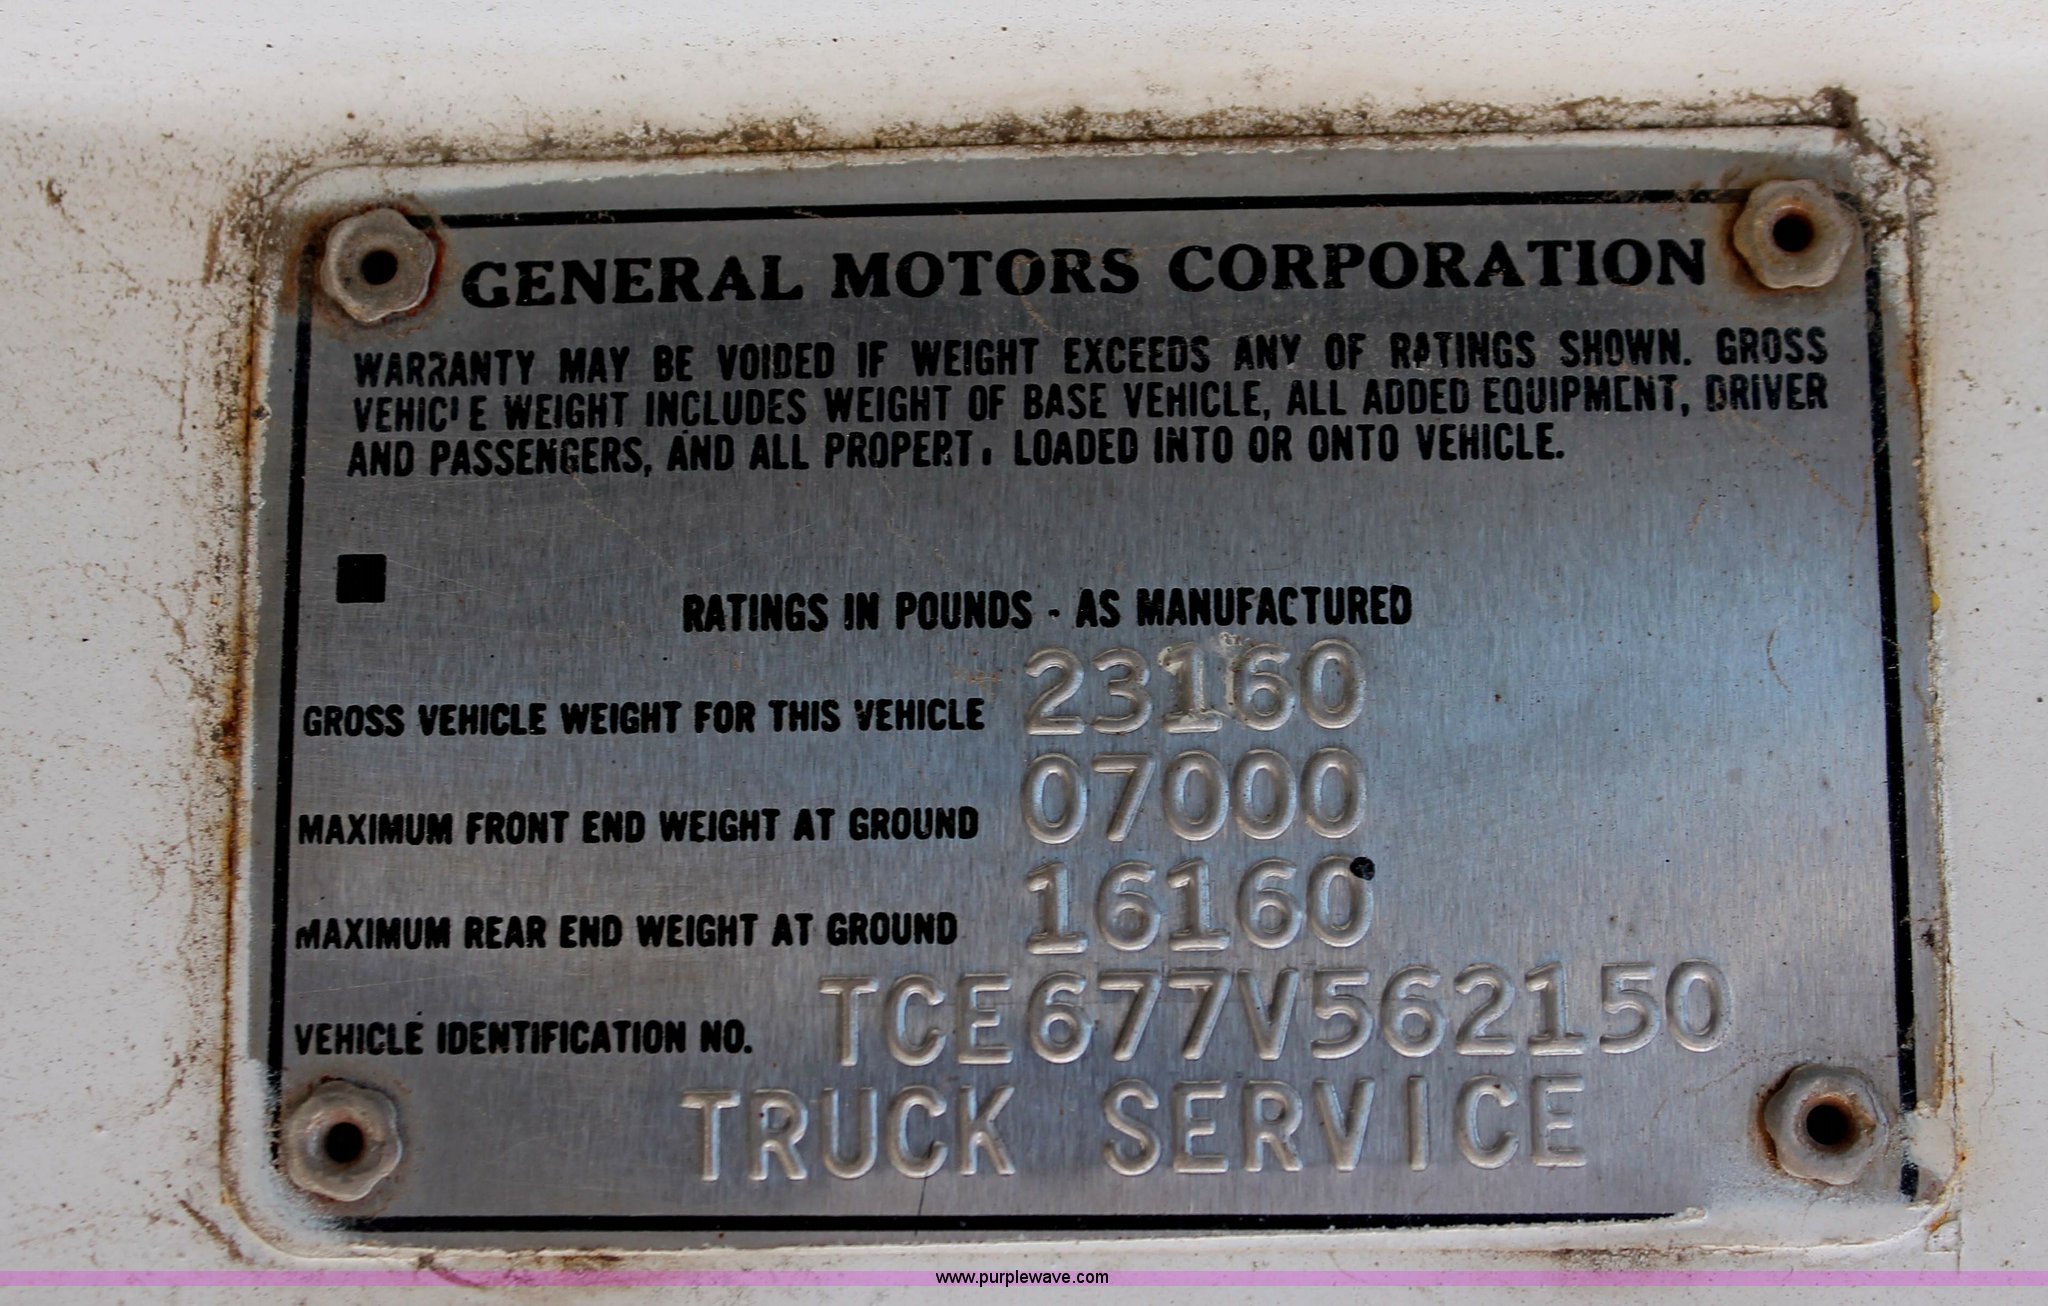 GENERAL MOTORS CORPORATION
WARRANTY MAY BE VOIDED IF WEIGHT EXCEEDS ANY OF RATINGS SHOWN. GROSS
VEHICLE WEIGHT INCLUDES WEIGHT OF BASE VEHICLE, ALL ADDED EQUIPMENT, DRIVER
AND PASSENGERS, AND ALL PROPERTY LOADED INTO OR ONTO VEHICLE.
RATINGS IN POUNDS - AS MANUFACTURED
GROSS VEHICLE WEIGHT FOR THIS VEHICLE 23160
MAXIMUM FRONT END WEIGHT AT GROUND 07000
MAXIMUM REAR END WEIGHT AT GROUND 16160
VEHICLE IDENTIFICATION NO. TCE677V562150
TRUCK SERVICE
www.purplewave.com